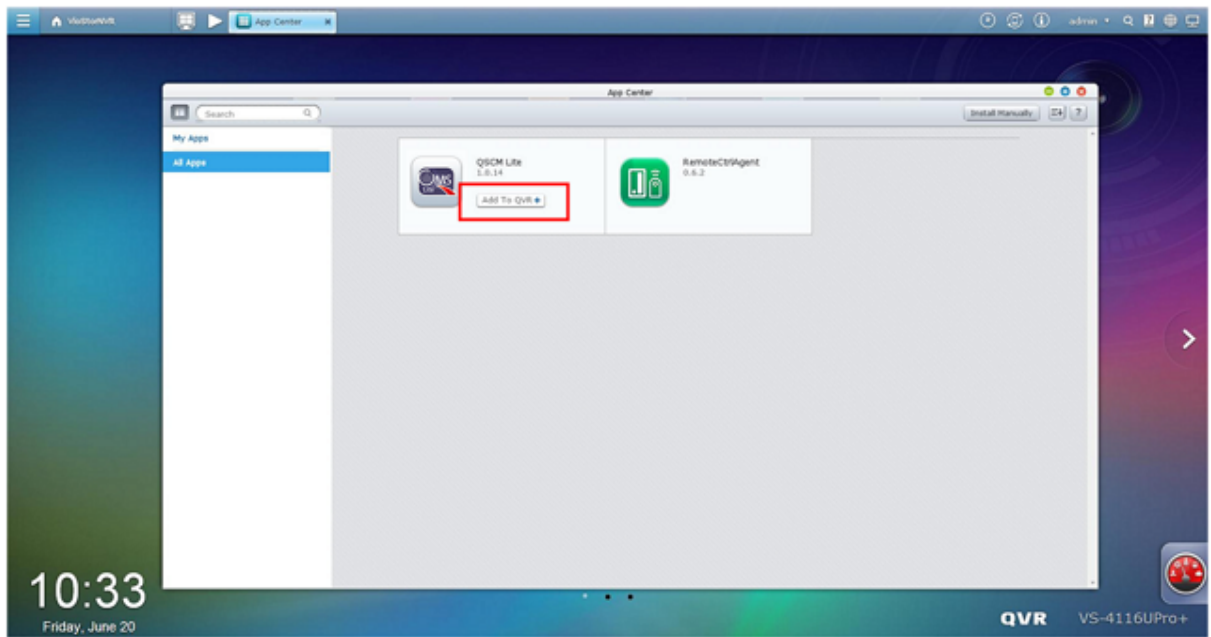 VioStorNVR
App Center
admin
App Center
Search
Install Manually
My Apps
All Apps
QSCM Lite
1.0.14
Add To QVR +
RemoteCtrlAgent
0.6.2
10:33
Friday, June 20
QVR VS-4116UPro+